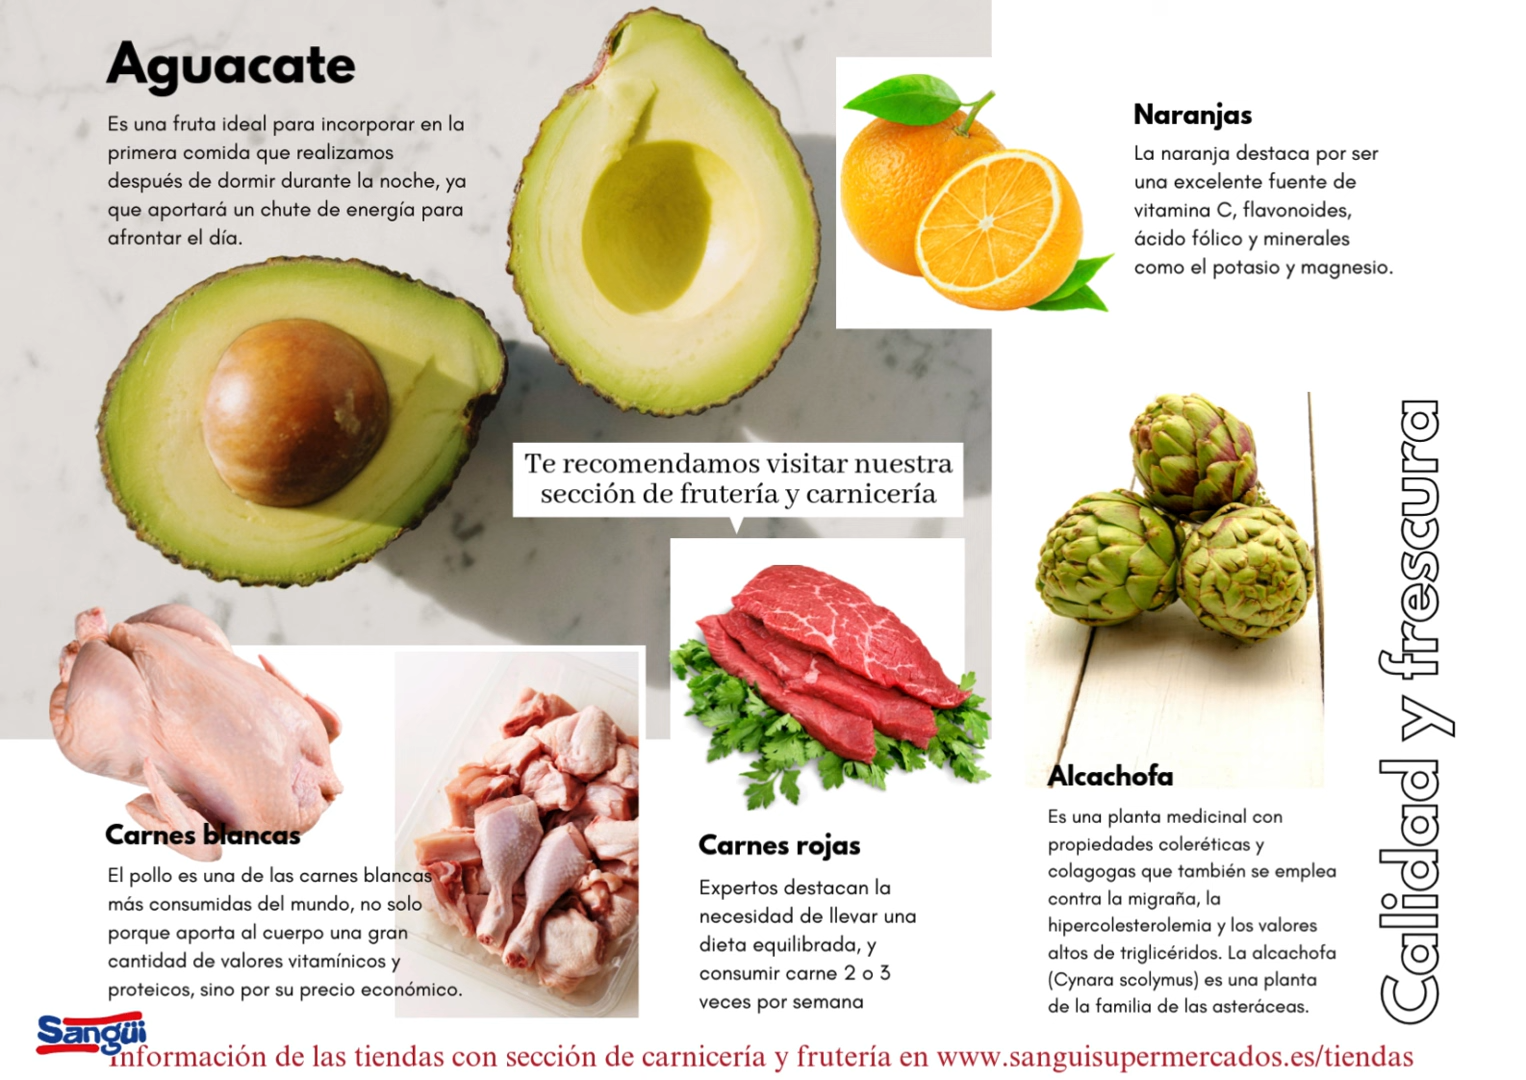 Aguacate
Es una fruta ideal para incorporar en la
primera comida que realizamos
después de dormir durante la noche, ya
que aportará un chute de energía para
afrontar el día.
Naranjas
La naranja destaca por ser
una excelente fuente de
vitamina C, flavonoides,
ácido fólico y minerales
como el potasio y magnesio.
Te recomendamos visitar nuestra
sección de frutería y carnicería
Carnes blancas
El pollo es una de las carnes blancas
más consumidas del mundo, no solo
porque aporta al cuerpo una gran
cantidad de valores vitamínicos y
proteicos, sino por su precio económico.
Carnes rojas
Expertos destacan la
necesidad de llevar una
dieta equilibrada, y
consumir carne 2 o 3
veces por semana
Alcachofa
Es una planta medicinal con
propiedades coleréticas y
colagogas que también se emplea
contra la migraña, la
hipercolesterolemia y los valores
altos de triglicéridos. La alcachofa
(Cynara scolymus) es una planta
de la familia de las asteráceas.
Calidad y frescura
Sangüi
Información de las tiendas con sección de carnicería y frutería en www.sanguisupermercados.es/tiendas